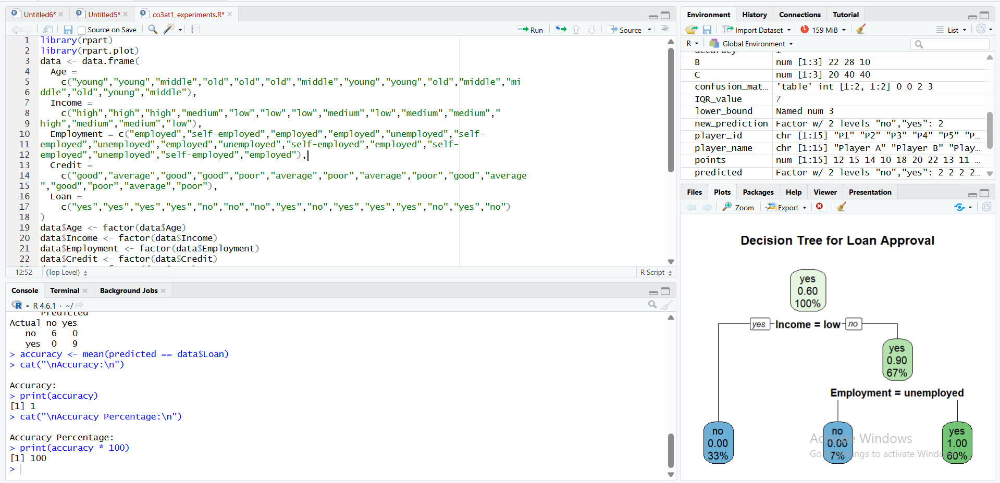 Untitled6*
Untitled5*
co3at1_experiments.R*
Source on Save
Run
Source
1 library(rpart)
2 library(rpart.plot)
3 data <- data.frame(
4 Age =
5 c("young","young","middle","old","old","old","middle","young","young","old","middle","mi
6 ddle","old","young","middle"),
7 Income =
8 c("high","high","high","medium","low","low","low","medium","low","medium","medium","
9 high","medium","medium","low"),
10 Employment = c("employed","self-employed","employed","employed","unemployed","self-
11 employed","unemployed","employed","unemployed","self-employed","employed","self-
12 employed","unemployed","self-employed","employed"),
13 Credit =
14 c("good","average","good","good","poor","average","poor","average","poor","good","average
15 ","good","poor","average","poor"),
16 Loan =
17 c("yes","yes","yes","yes","no","no","no","yes","no","yes","yes","yes","no","yes","no")
18 )
19 data$Age <- factor(data$Age)
20 data$Income <- factor(data$Income)
21 data$Employment <- factor(data$Employment)
22 data$Credit <- factor(data$Credit)
12:52 (Top Level) R Script
Console Terminal Background Jobs
R 4.6.1 · ~/
Predicted
Actual no yes
no 6 0
yes 0 9
> accuracy <- mean(predicted == data$Loan)
> cat("\nAccuracy:\n")
Accuracy:
> print(accuracy)
[1] 1
> cat("\nAccuracy Percentage:\n")
Accuracy Percentage:
> print(accuracy * 100)
[1] 100
>
Environment History Connections Tutorial
Import Dataset 159 MiB List
R Global Environment
accuracy 1
B num [1:3] 22 28 10
C num [1:3] 20 40 40
confusion_mat… 'table' int [1:2, 1:2] 0 0 2 3
IQR_value 7
lower_bound Named num 3
new_prediction Factor w/ 2 levels "no","yes": 2
player_id chr [1:15] "P1" "P2" "P3" "P4" "P5" "P…
player_name chr [1:15] "Player A" "Player B" "Play…
points num [1:15] 12 15 14 10 18 20 22 13 11 …
predicted Factor w/ 2 levels "no","yes": 2 2 2 2…
Files Plots Packages Help Viewer Presentation
Zoom Export
Decision Tree for Loan Approval
yes
0.60
100%
yes Income = low no
yes
0.90
67%
Employment = unemployed
no
0.00
33%
no
0.00
7%
yes
1.00
60%
Activate Windows
Go to Settings to activate Windows